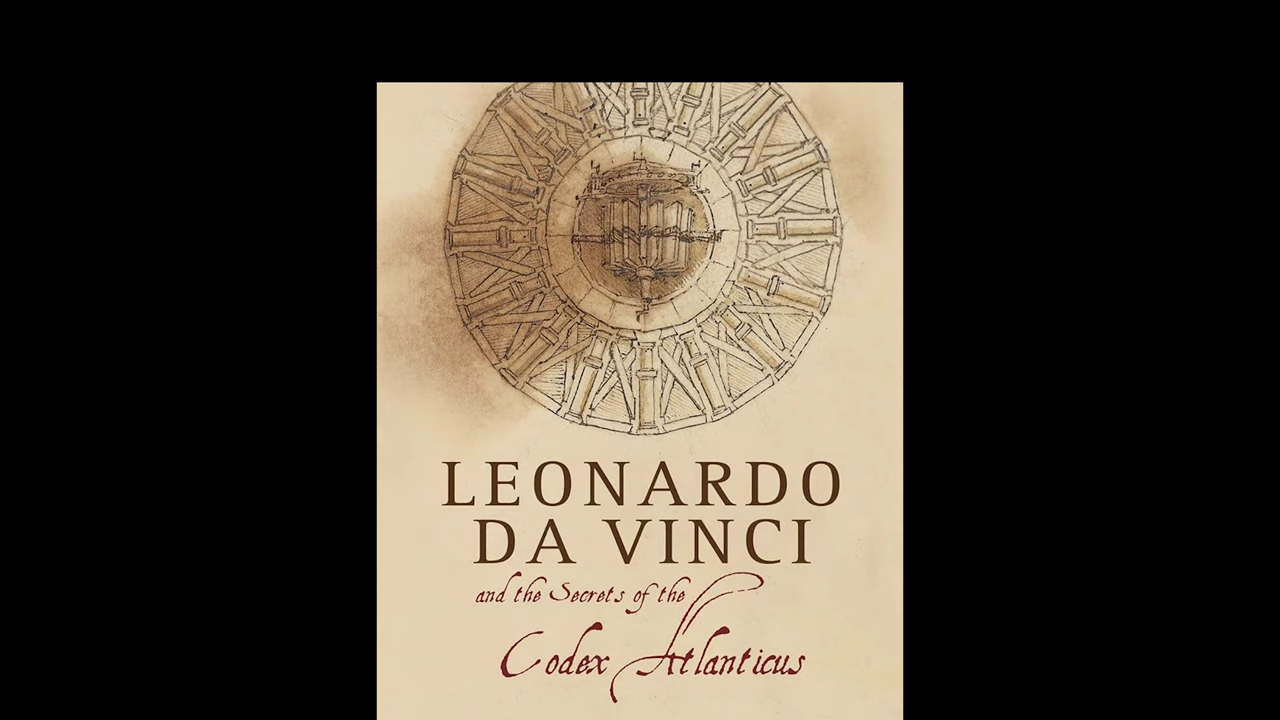 LEONARDO
DA VINCI
and the Secrets of the
Codex Atlanticus